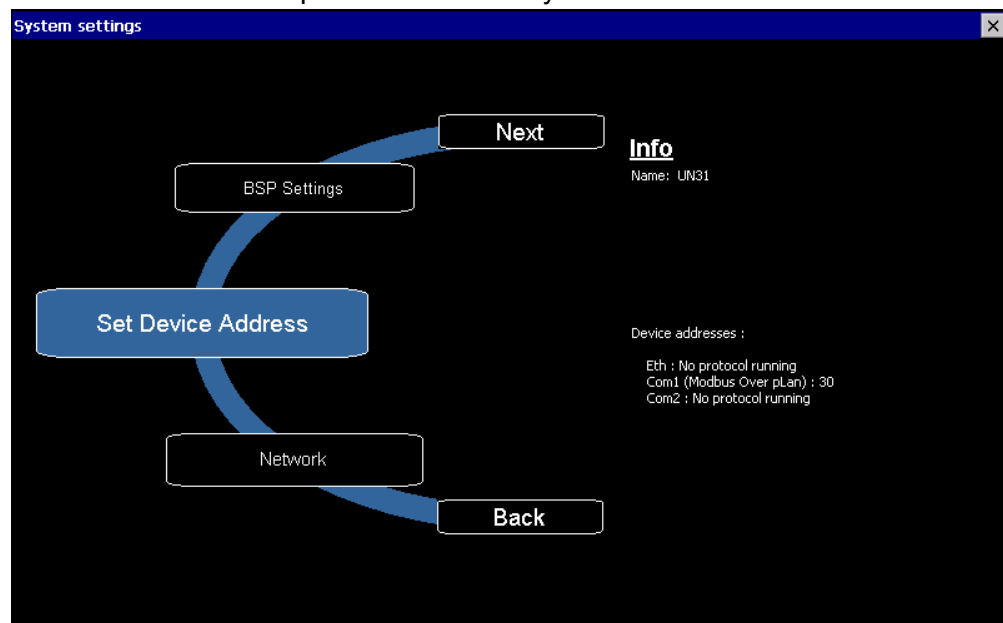 System settings
Next
Info
BSP Settings
Name: UN31
Set Device Address
Device addresses :
Eth : No protocol running
Com1 (Modbus Over pLan) : 30
Com2 : No protocol running
Network
Back